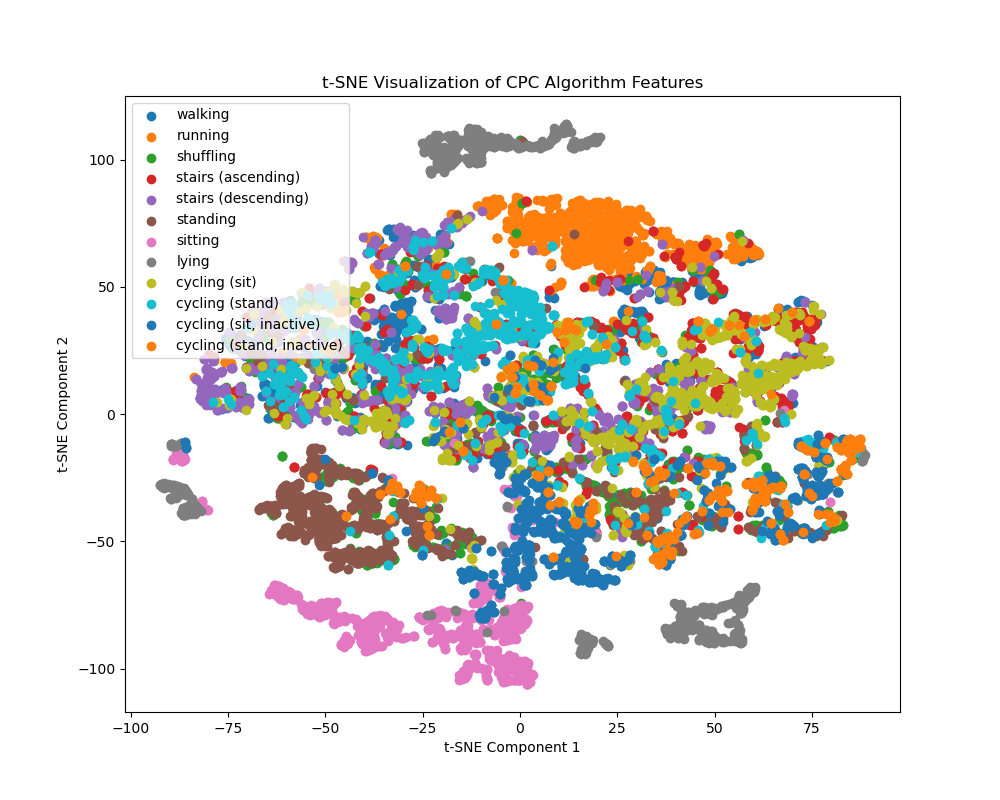 t-SNE Visualization of CPC Algorithm Features
walking
running
shuffling
stairs (ascending)
stairs (descending)
standing
sitting
lying
cycling (sit)
cycling (stand)
cycling (sit, inactive)
cycling (stand, inactive)
t-SNE Component 2
100
50
0
−50
−100
−100
−75
−50
−25
0
25
50
75
t-SNE Component 1